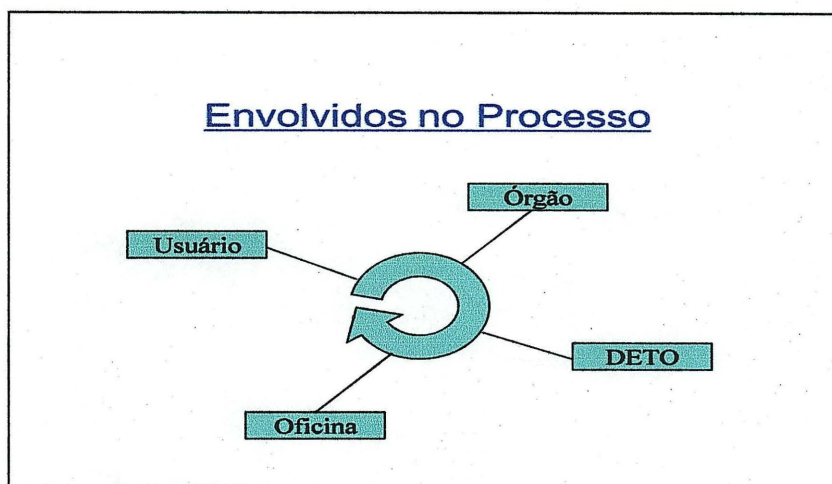 Envolvidos no Processo
Órgão
Usuário
DETO
Oficina